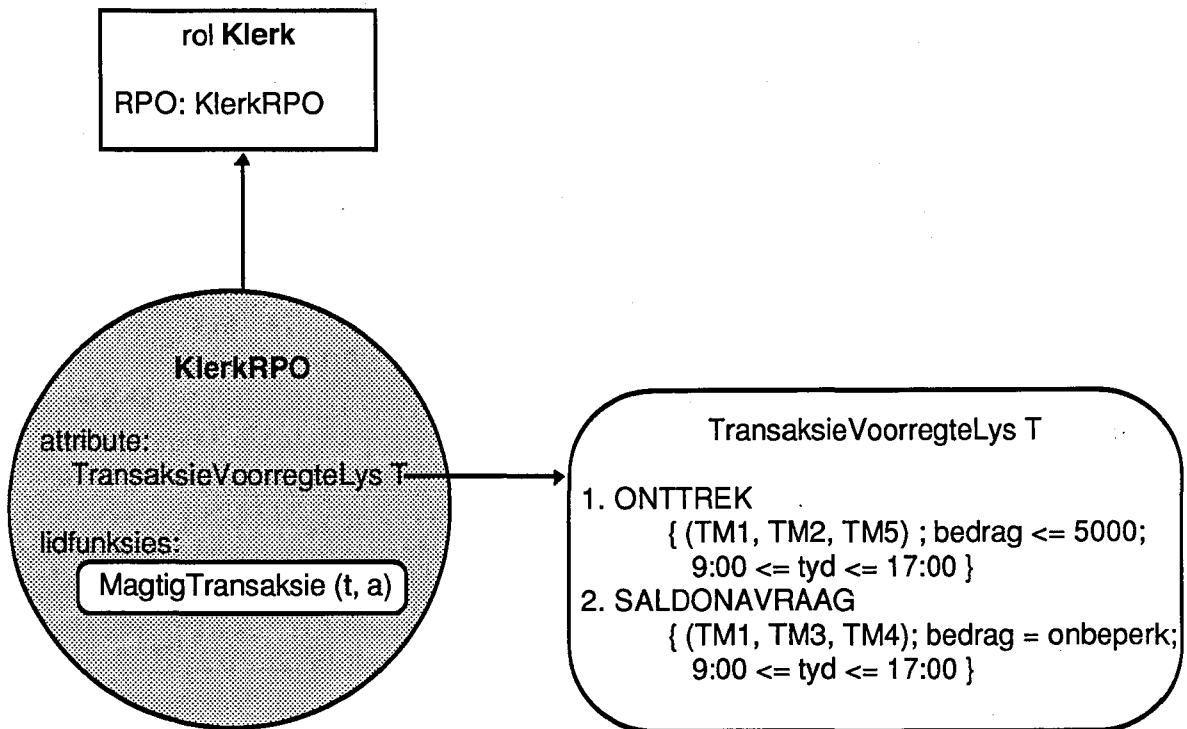 rol Klerk
RPO: KlerkRPO
KlerkRPO
attribute:
TransaksieVoorregteLys T
lidfunksies:
MagtigTransaksie (t, a)
TransaksieVoorregteLys T
1. ONTTREK
{ (TM1, TM2, TM5) ; bedrag <= 5000;
9:00 <= tyd <= 17:00 }
2. SALDONAVRAAG
{ (TM1, TM3, TM4); bedrag = onbeperk;
9:00 <= tyd <= 17:00 }